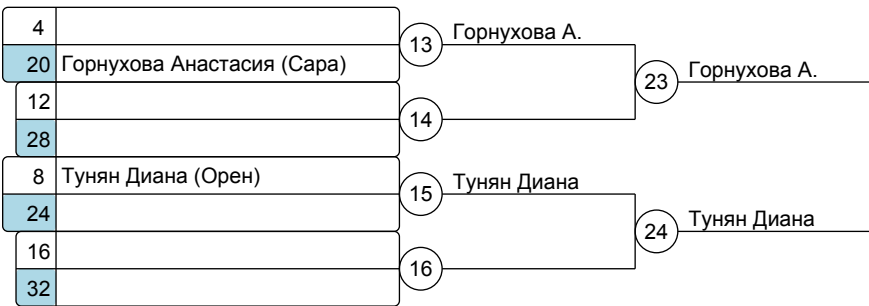 4
13
Горнухова А.
20 Горнухова Анастасия (Сара)
23
Горнухова А.
12
14
28
8 Тунян Диана (Орен)
15
Тунян Диана
24
24
Тунян Диана
16
16
32